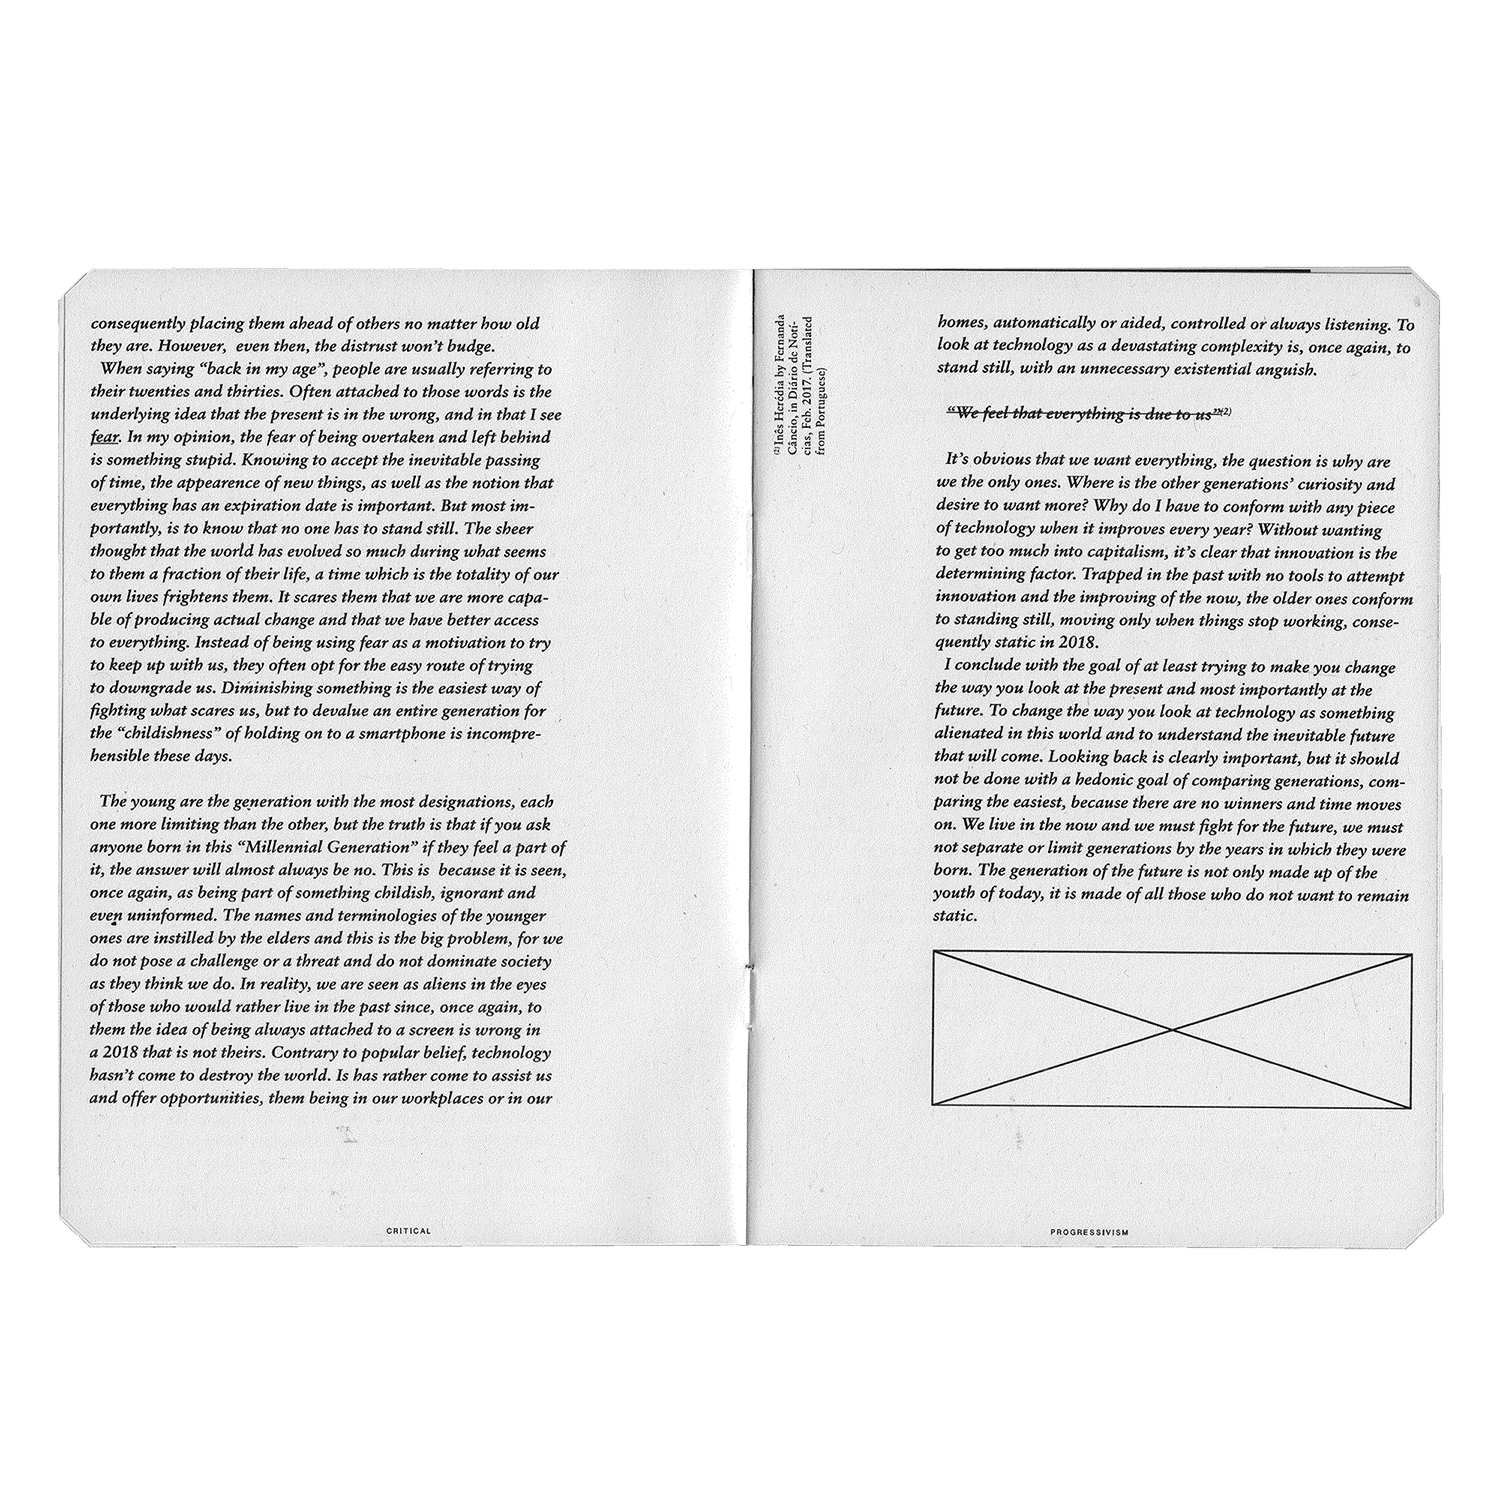 consequently placing them ahead of others no matter how old
they are. However,  even then, the distrust won’t budge.
When saying “back in my age”, people are usually referring to
their twenties and thirties. Often attached to those words is the
underlying idea that the present is in the wrong, and in that I see
fear. In my opinion, the fear of being overtaken and left behind
is something stupid. Knowing to accept the inevitable passing
of time, the appearence of new things, as well as the notion that
everything has an expiration date is important. But most im-
portantly, is to know that no one has to stand still. The sheer
thought that the world has evolved so much during what seems
to them a fraction of their life, a time which is the totality of our
own lives frightens them. It scares them that we are more capa-
ble of producing actual change and that we have better access
to everything. Instead of being using fear as a motivation to try
to keep up with us, they often opt for the easy route of trying
to downgrade us. Diminishing something is the easiest way of
fighting what scares us, but to devalue an entire generation for
the “childishness” of holding on to a smartphone is incompre-
hensible these days.
The young are the generation with the most designations, each
one more limiting than the other, but the truth is that if you ask
anyone born in this “Millennial Generation” if they feel a part of
it, the answer will almost always be no. This is  because it is seen,
once again, as being part of something childish, ignorant and
even uninformed. The names and terminologies of the younger
ones are instilled by the elders and this is the big problem, for we
do not pose a challenge or a threat and do not dominate society
as they think we do. In reality, we are seen as aliens in the eyes
of those who would rather live in the past since, once again, to
them the idea of being always attached to a screen is wrong in
a 2018 that is not theirs. Contrary to popular belief, technology
hasn’t come to destroy the world. Is has rather come to assist us
and offer opportunities, them being in our workplaces or in our
CRITICAL
(2) Inês Herédia by Fernanda
Câncio, in Diário de Notí-
cias, Feb. 2017. (Translated
from Portuguese)
homes, automatically or aided, controlled or always listening. To
look at technology as a devastating complexity is, once again, to
stand still, with an unnecessary existential anguish.
“We feel that everything is due to us”(2)
It’s obvious that we want everything, the question is why are
we the only ones. Where is the other generations’ curiosity and
desire to want more? Why do I have to conform with any piece
of technology when it improves every year? Without wanting
to get too much into capitalism, it’s clear that innovation is the
determining factor. Trapped in the past with no tools to attempt
innovation and the improving of the now, the older ones conform
to standing still, moving only when things stop working, conse-
quently static in 2018.
I conclude with the goal of at least trying to make you change
the way you look at the present and most importantly at the
future. To change the way you look at technology as something
alienated in this world and to understand the inevitable future
that will come. Looking back is clearly important, but it should
not be done with a hedonic goal of comparing generations, com-
paring the easiest, because there are no winners and time moves
on. We live in the now and we must fight for the future, we must
not separate or limit generations by the years in which they were
born. The generation of the future is not only made up of the
youth of today, it is made of all those who do not want to remain
static.
PROGRESSIVISM